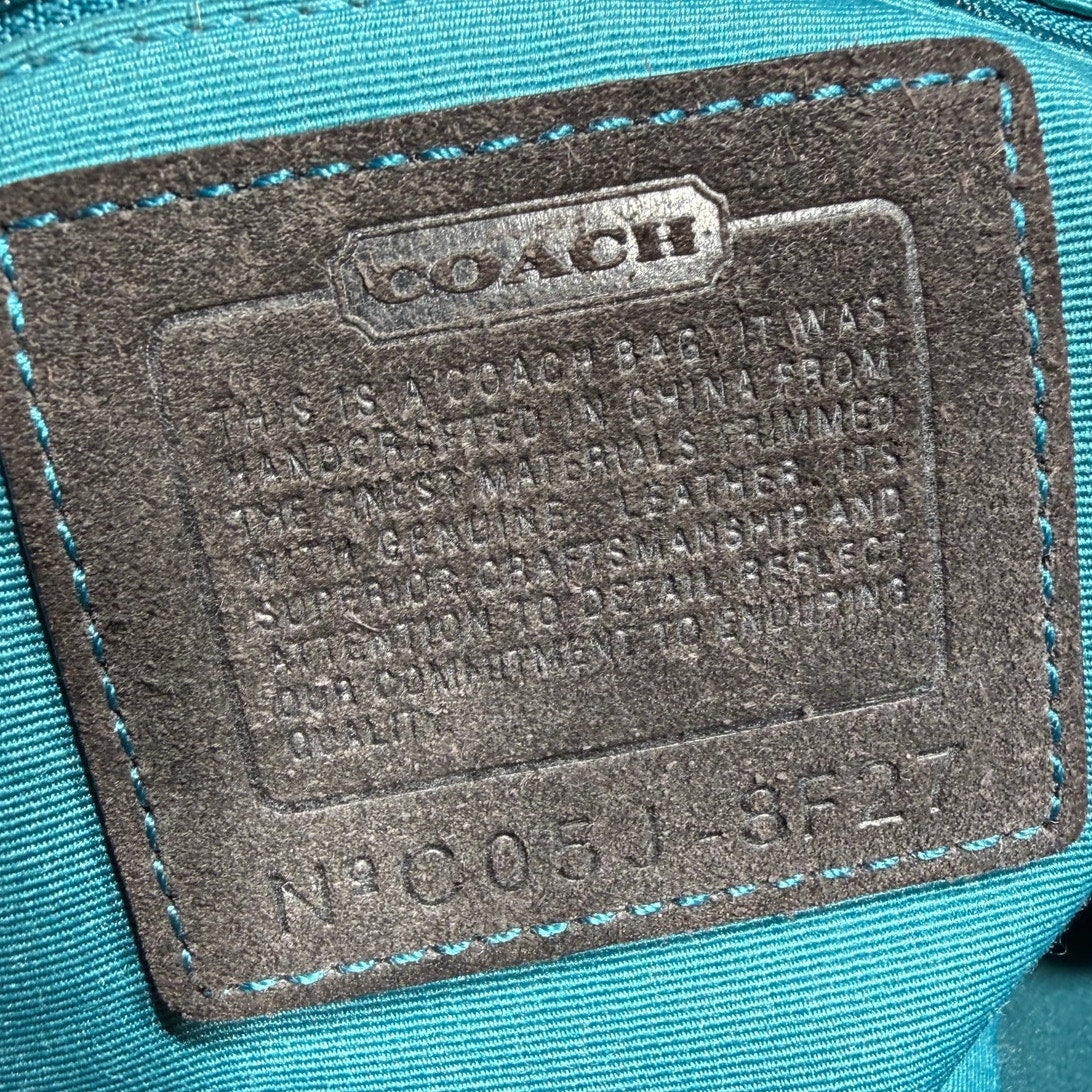 COACH
THIS IS A COACH BAG. IT WAS
HANDCRAFTED IN CHINA FROM
THE FINEST MATERIALS TRIMMED
WITH GENUINE LEATHER. ITS
SUPERIOR CRAFTSMANSHIP AND
ATTENTION TO DETAIL REFLECT
OUR COMMITMENT TO ENDURING
QUALITY.
Nº C05J-8F27